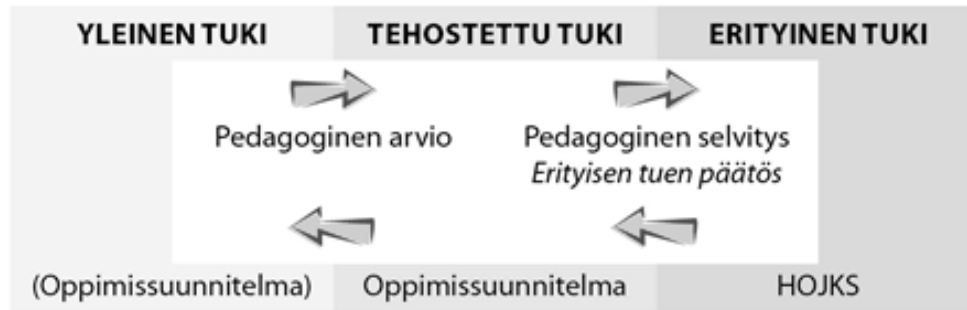 YLEINEN TUKI TEHOSTETTU TUKI ERITYINEN TUKI
Pedagoginen arvio Pedagoginen selvitys
Erityisen tuen päätös
(Oppimissuunnitelma) Oppimissuunnitelma HOJKS